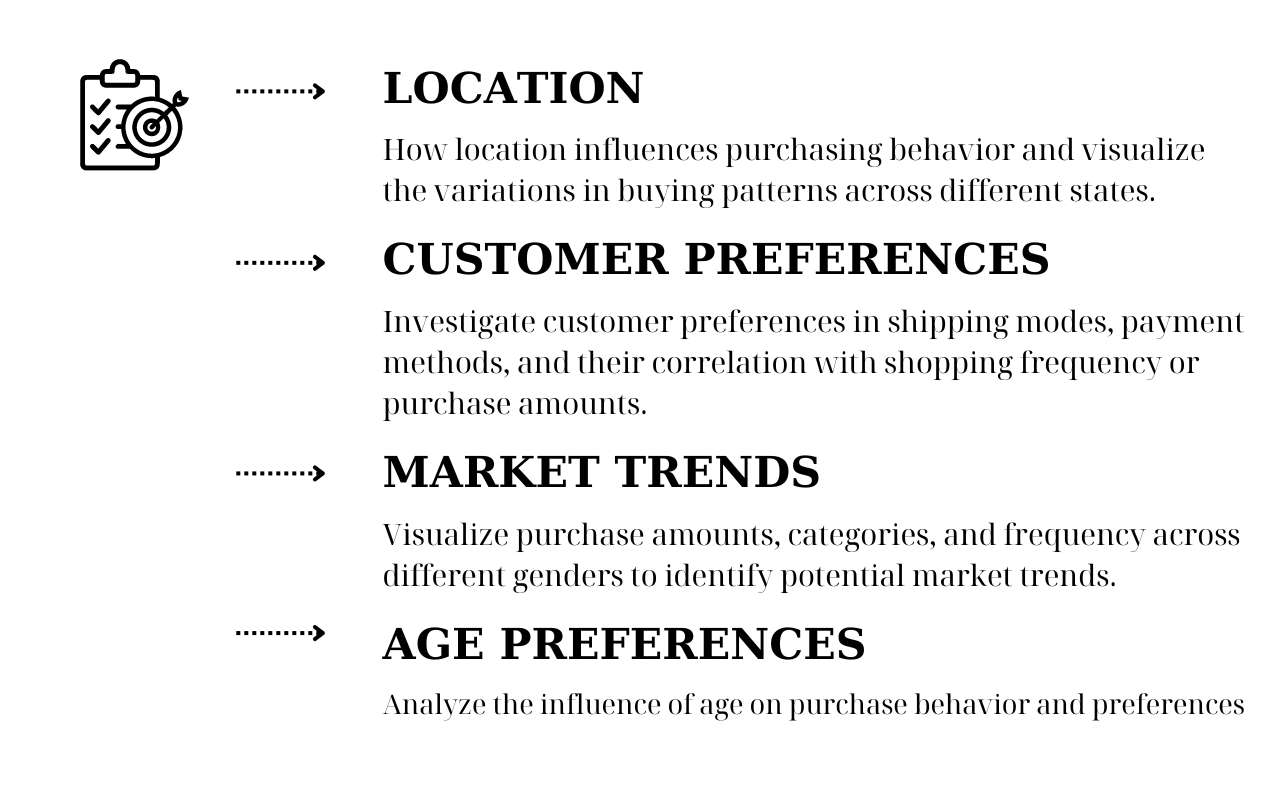 LOCATION
How location influences purchasing behavior and visualize
the variations in buying patterns across different states.
CUSTOMER PREFERENCES
Investigate customer preferences in shipping modes, payment
methods, and their correlation with shopping frequency or
purchase amounts.
MARKET TRENDS
Visualize purchase amounts, categories, and frequency across
different genders to identify potential market trends.
AGE PREFERENCES
Analyze the influence of age on purchase behavior and preferences